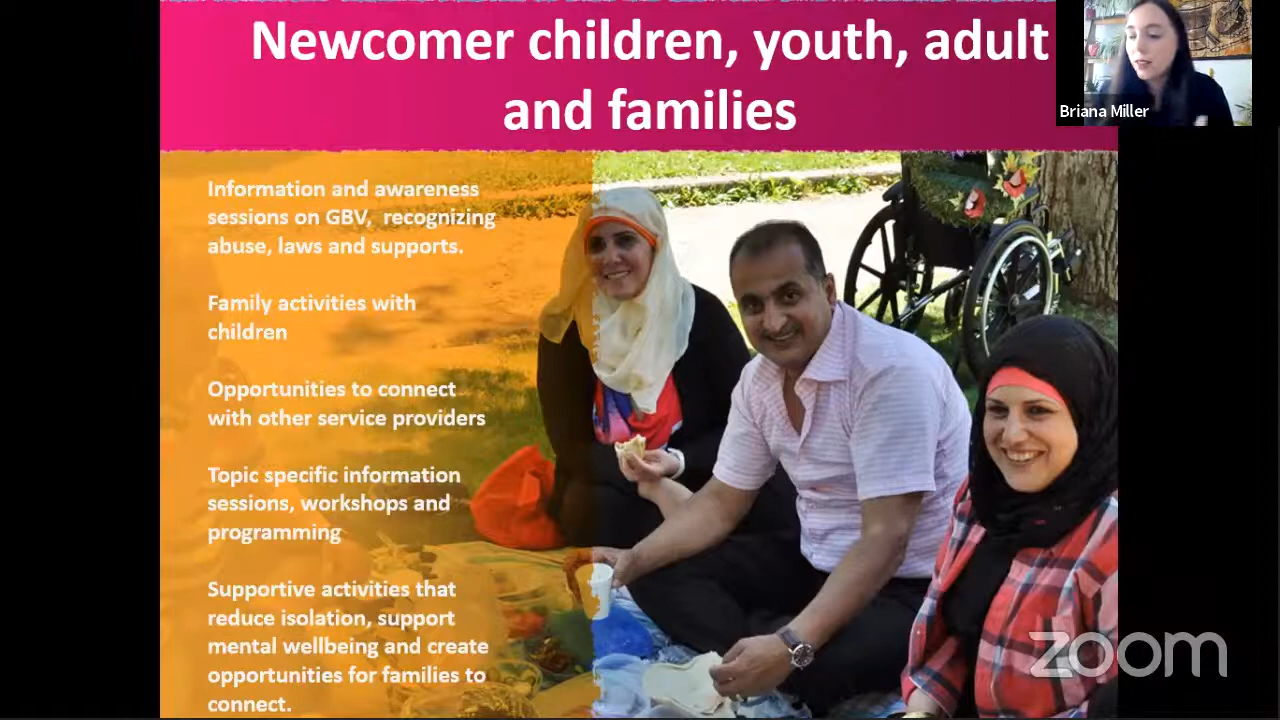 Newcomer children, youth, adult
and families
Briana Miller
Information and awareness
sessions on GBV,  recognizing
abuse, laws and supports.
Family activities with
children
Opportunities to connect
with other service providers
Topic specific information
sessions, workshops and
programming
Supportive activities that
reduce isolation, support
mental wellbeing and create
opportunities for families to
connect.
zoom